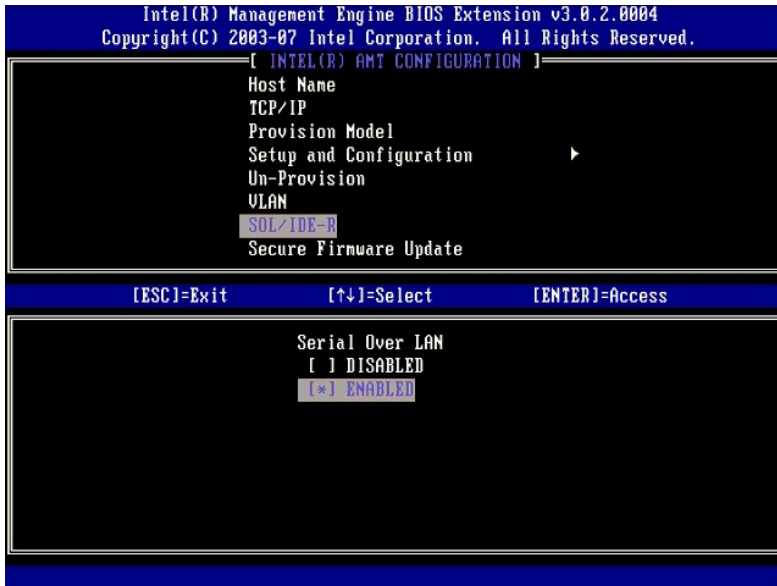 Intel(R) Management Engine BIOS Extension v3.0.2.0004
Copyright(C) 2003-07 Intel Corporation. All Rights Reserved.
[ INTEL(R) AMT CONFIGURATION ]
Host Name
TCP/IP
Provision Model
Setup and Configuration
Un-Provision
VLAN
SOL/IDE-R
Secure Firmware Update
[ESC]=Exit [↑↓]=Select [ENTER]=Access
Serial Over LAN
[ ] DISABLED
[*] ENABLED